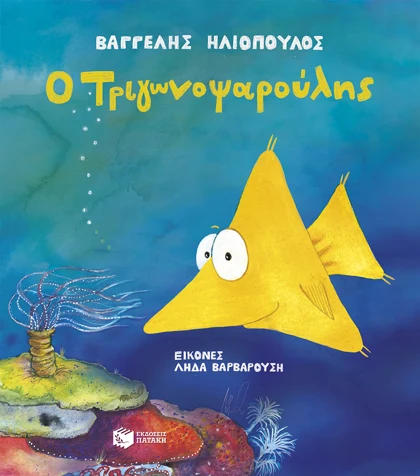 ΒΑΓΓΕΛΗΣ ΗΛΙΟΠΟΥΛΟΣ
Ο Τριγωνοψαρούλης
ΕΙΚΟΝΕΣ
ΛΗΔΑ ΒΑΡΒΑΡΟΥΣΗ
ΕΚΔΟΣΕΙΣ
ΠΑΤΑΚΗ